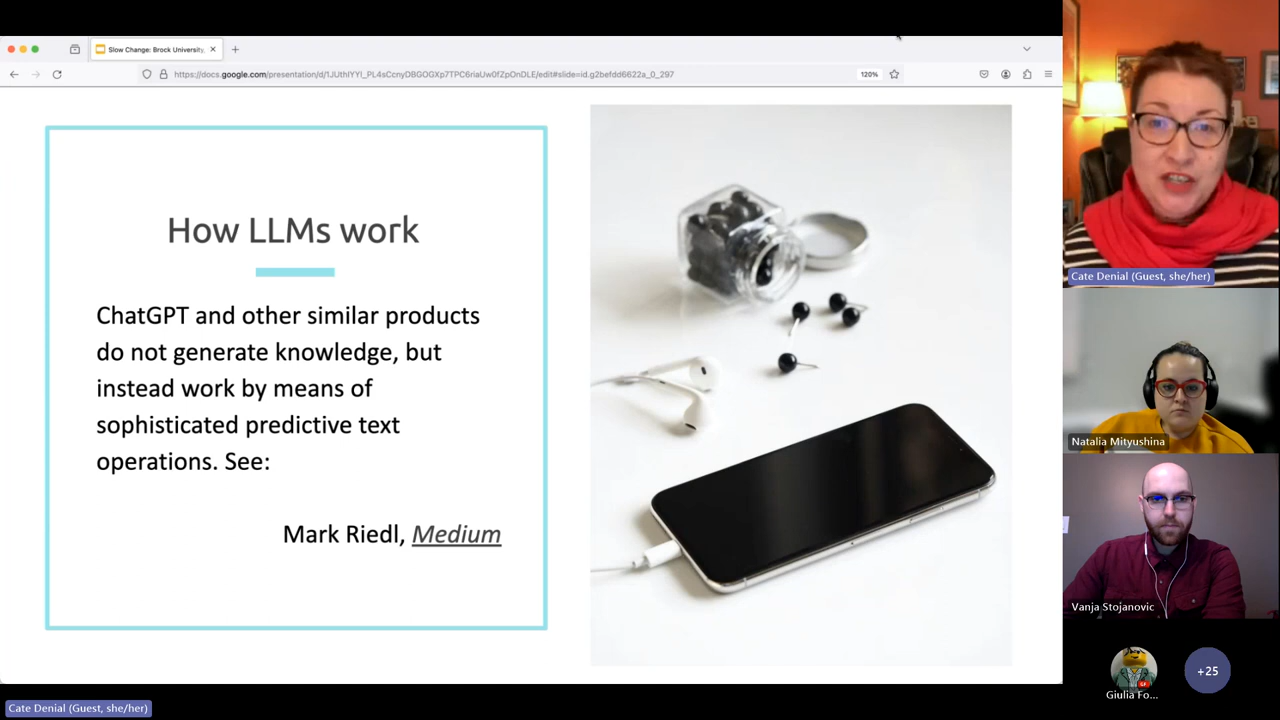 Slow Change: Brock University,
https://docs.google.com/presentation/d/1JUthIYYI_PL4sCcnyDBGOGXp7TPC6riaUw0fZpOnDLE/edit#slide=id.g2befdd6622a_0_297
120%
How LLMs work
ChatGPT and other similar products
do not generate knowledge, but
instead work by means of
sophisticated predictive text
operations. See:
Mark Riedl, Medium
Cate Denial (Guest, she/her)
Natalia Mityushina
Vanja Stojanovic
GF
Giulia Fo...
+25
Cate Denial (Guest, she/her)